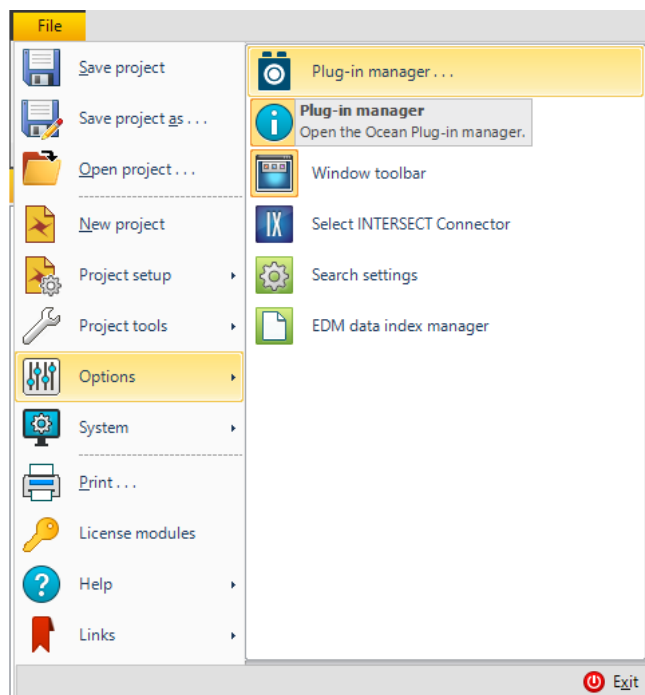 File
Save project
Save project as . . .
Open project . . .
New project
Project setup
Project tools
Options
System
Print . . .
License modules
Help
Links
Plug-in manager . . .
Plug-in manager
Open the Ocean Plug-in manager.
Window toolbar
IX
Select INTERSECT Connector
Search settings
EDM data index manager
Exit